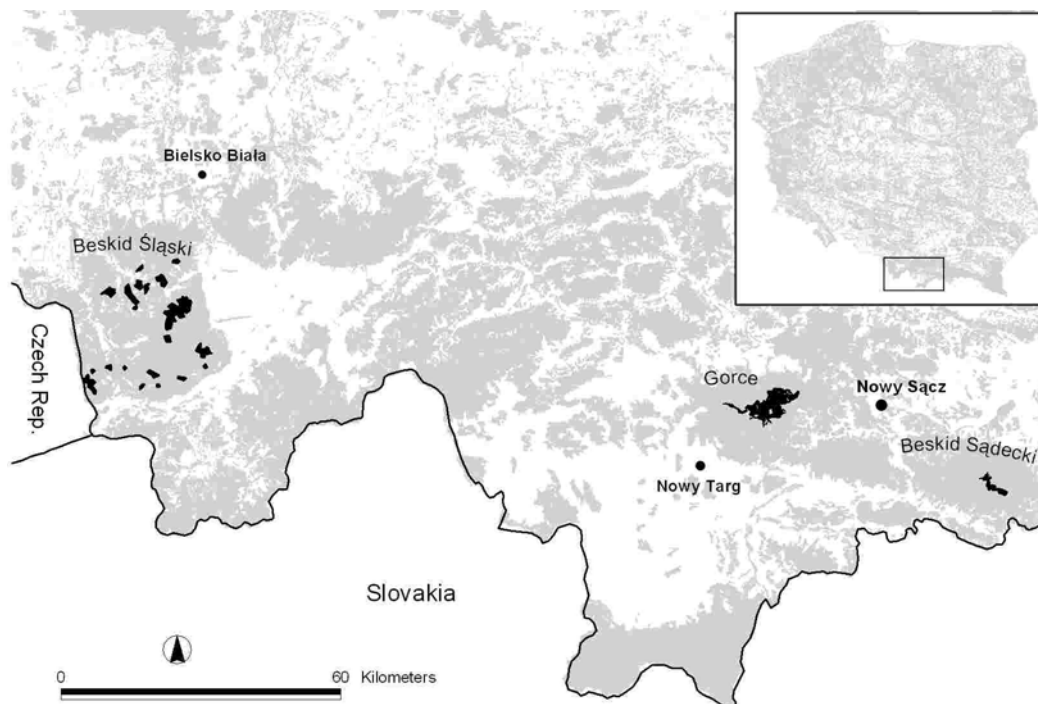 Bielsko Biała
Beskid Śląski
Czech Rep.
Gorce
Nowy Sącz
Beskid Sądecki
Nowy Targ
Slovakia
0
60
Kilometers